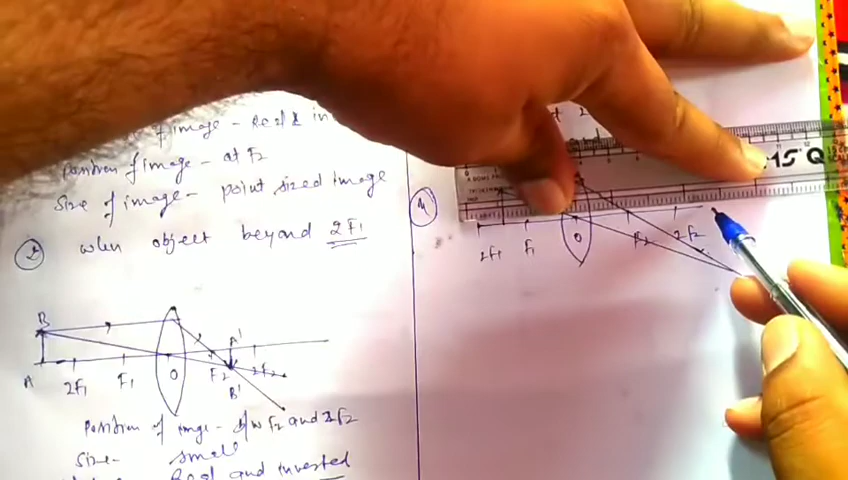 of image - Real &
Position of image - at F2
Size of image - point sized image
2 when object beyond 2F1
B
A 2F1 F1 O F2 A' 2F2
B'
Position of imge - b/w F2 and 2F2
Size - small
Real and inverted
4
2F1 F1 O F2 2F2
15